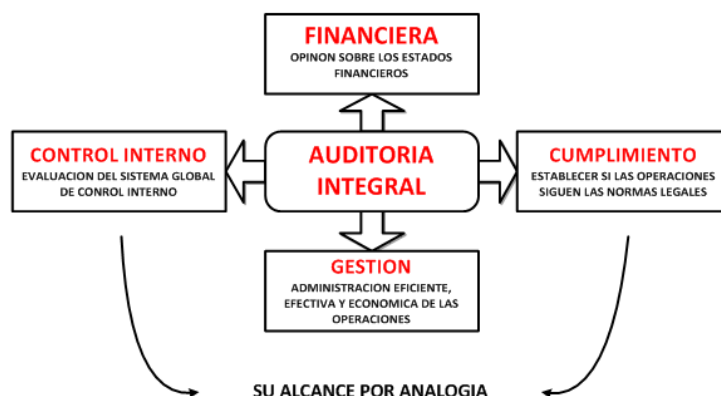 FINANCIERA
OPINON SOBRE LOS ESTADOS
FINANCIEROS
CONTROL INTERNO
EVALUACION DEL SISTEMA GLOBAL
DE CONROL INTERNO
AUDITORIA
INTEGRAL
CUMPLIMIENTO
ESTABLECER SI LAS OPERACIONES
SIGUEN LAS NORMAS LEGALES
GESTION
ADMINISTRACION EFICIENTE,
EFECTIVA Y ECONOMICA DE LAS
OPERACIONES
SU ALCANCE POR ANALOGIA